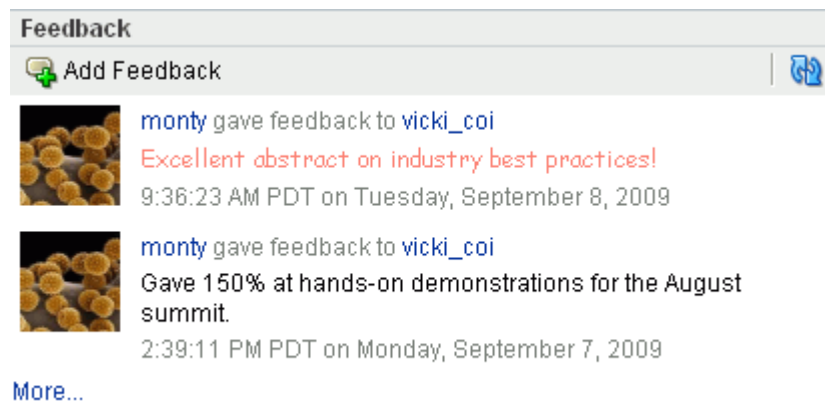 Feedback
Add Feedback
monty gave feedback to vicki_coi
Excellent abstract on industry best practices!
9:36:23 AM PDT on Tuesday, September 8, 2009
monty gave feedback to vicki_coi
Gave 150% at hands-on demonstrations for the August
summit.
2:39:11 PM PDT on Monday, September 7, 2009
More...